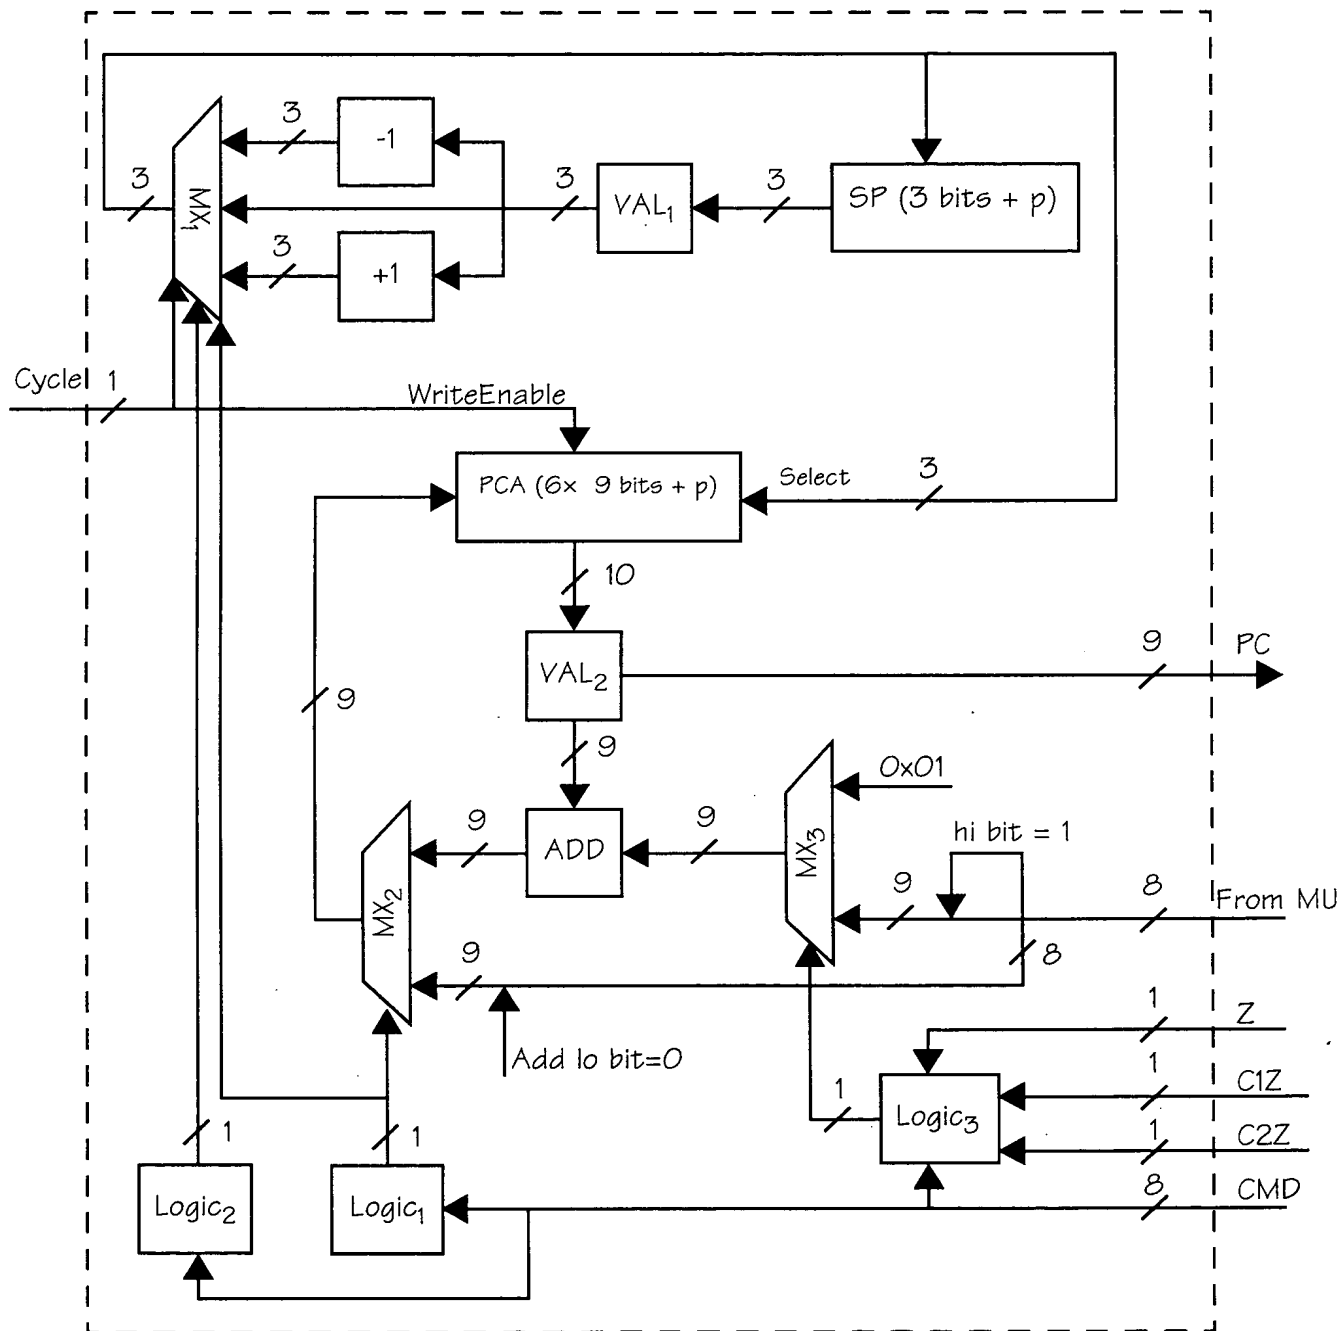 3
-1
3
MX1
3
VAL1
3
SP (3 bits + p)
3
+1
Cycle
1
WriteEnable
PCA (6x 9 bits + p)
Select
3
10
9
PC
VAL2
9
9
0x01
9
ADD
9
MX3
hi bit = 1
MX2
9
8
From MU
9
8
1
Z
Add lo bit=0
1
C1Z
1
Logic3
1
C2Z
1
1
8
CMD
Logic2
Logic1